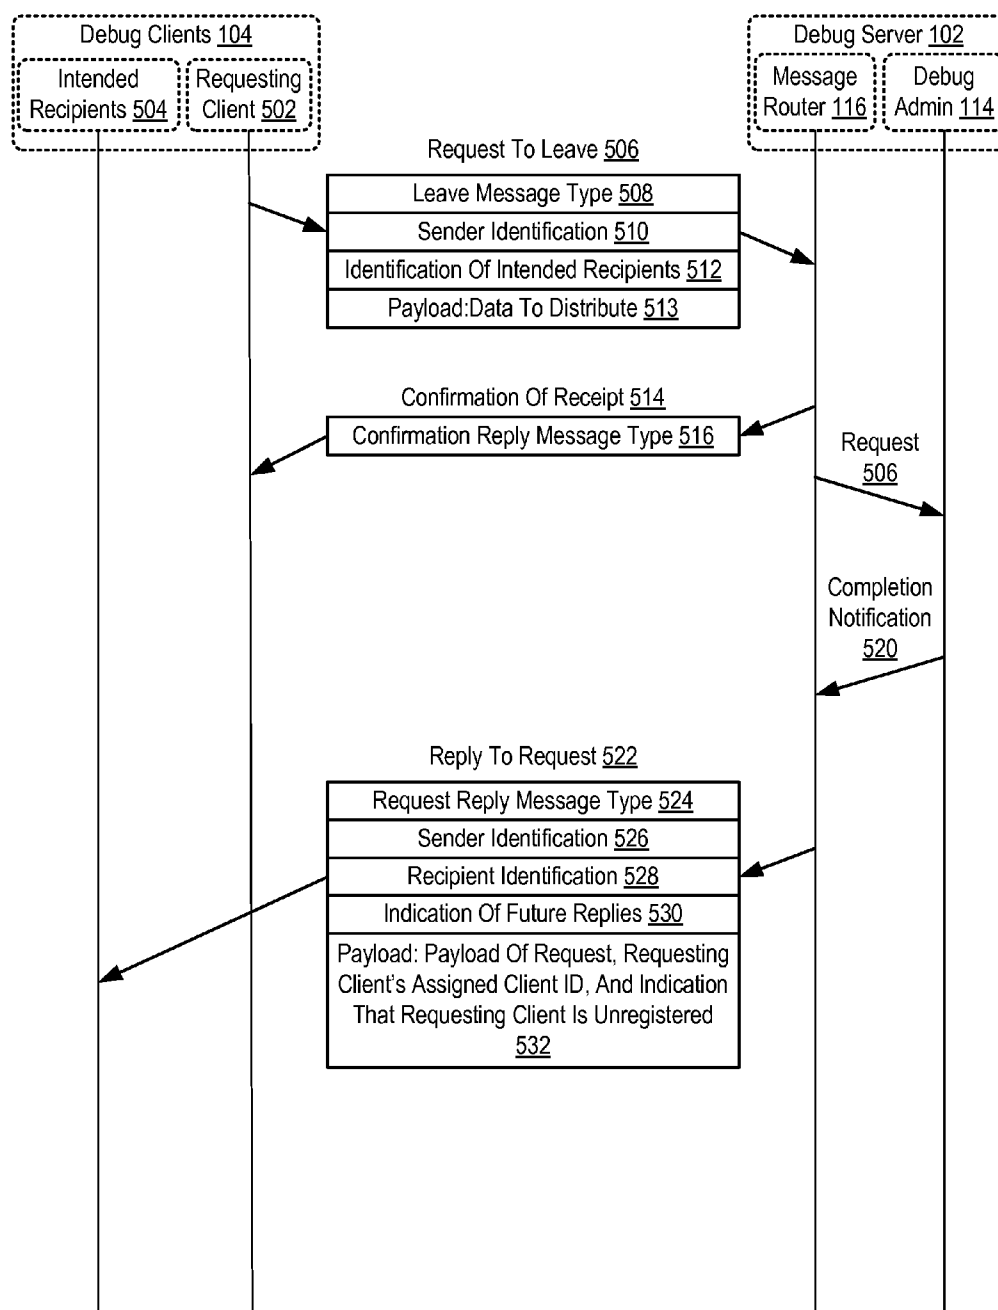 Debug Clients 104
Intended
Recipients 504
Requesting
Client 502
Debug Server 102
Message
Router 116
Debug
Admin 114
Request To Leave 506
Leave Message Type 508
Sender Identification 510
Identification Of Intended Recipients 512
Payload:Data To Distribute 513
Confirmation Of Receipt 514
Confirmation Reply Message Type 516
Request
506
Completion
Notification
520
Reply To Request 522
Request Reply Message Type 524
Sender Identification 526
Recipient Identification 528
Indication Of Future Replies 530
Payload: Payload Of Request, Requesting
Client's Assigned Client ID, And Indication
That Requesting Client Is Unregistered
532